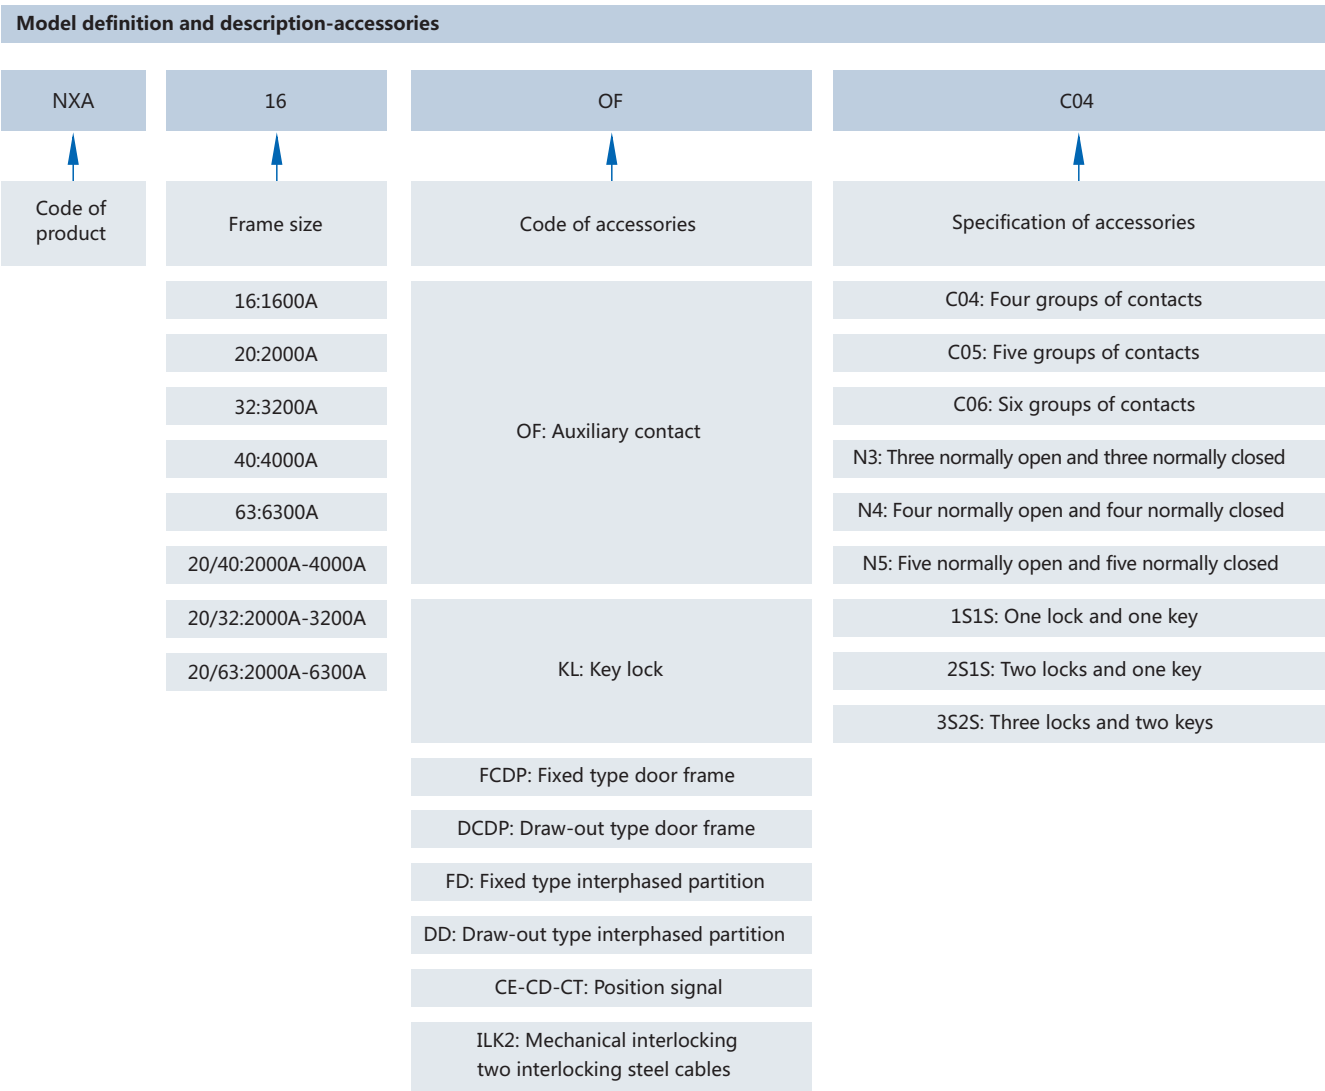 Model definition and description-accessories
NXA
16
OF
C04
Code of
product
Frame size
Code of accessories
Specification of accessories
16:1600A
20:2000A
32:3200A
40:4000A
63:6300A
20/40:2000A-4000A
20/32:2000A-3200A
20/63:2000A-6300A
OF: Auxiliary contact
KL: Key lock
FCDP: Fixed type door frame
DCDP: Draw-out type door frame
FD: Fixed type interphased partition
DD: Draw-out type interphased partition
CE-CD-CT: Position signal
ILK2: Mechanical interlocking
two interlocking steel cables
C04: Four groups of contacts
C05: Five groups of contacts
C06: Six groups of contacts
N3: Three normally open and three normally closed
N4: Four normally open and four normally closed
N5: Five normally open and five normally closed
1S1S: One lock and one key
2S1S: Two locks and one key
3S2S: Three locks and two keys